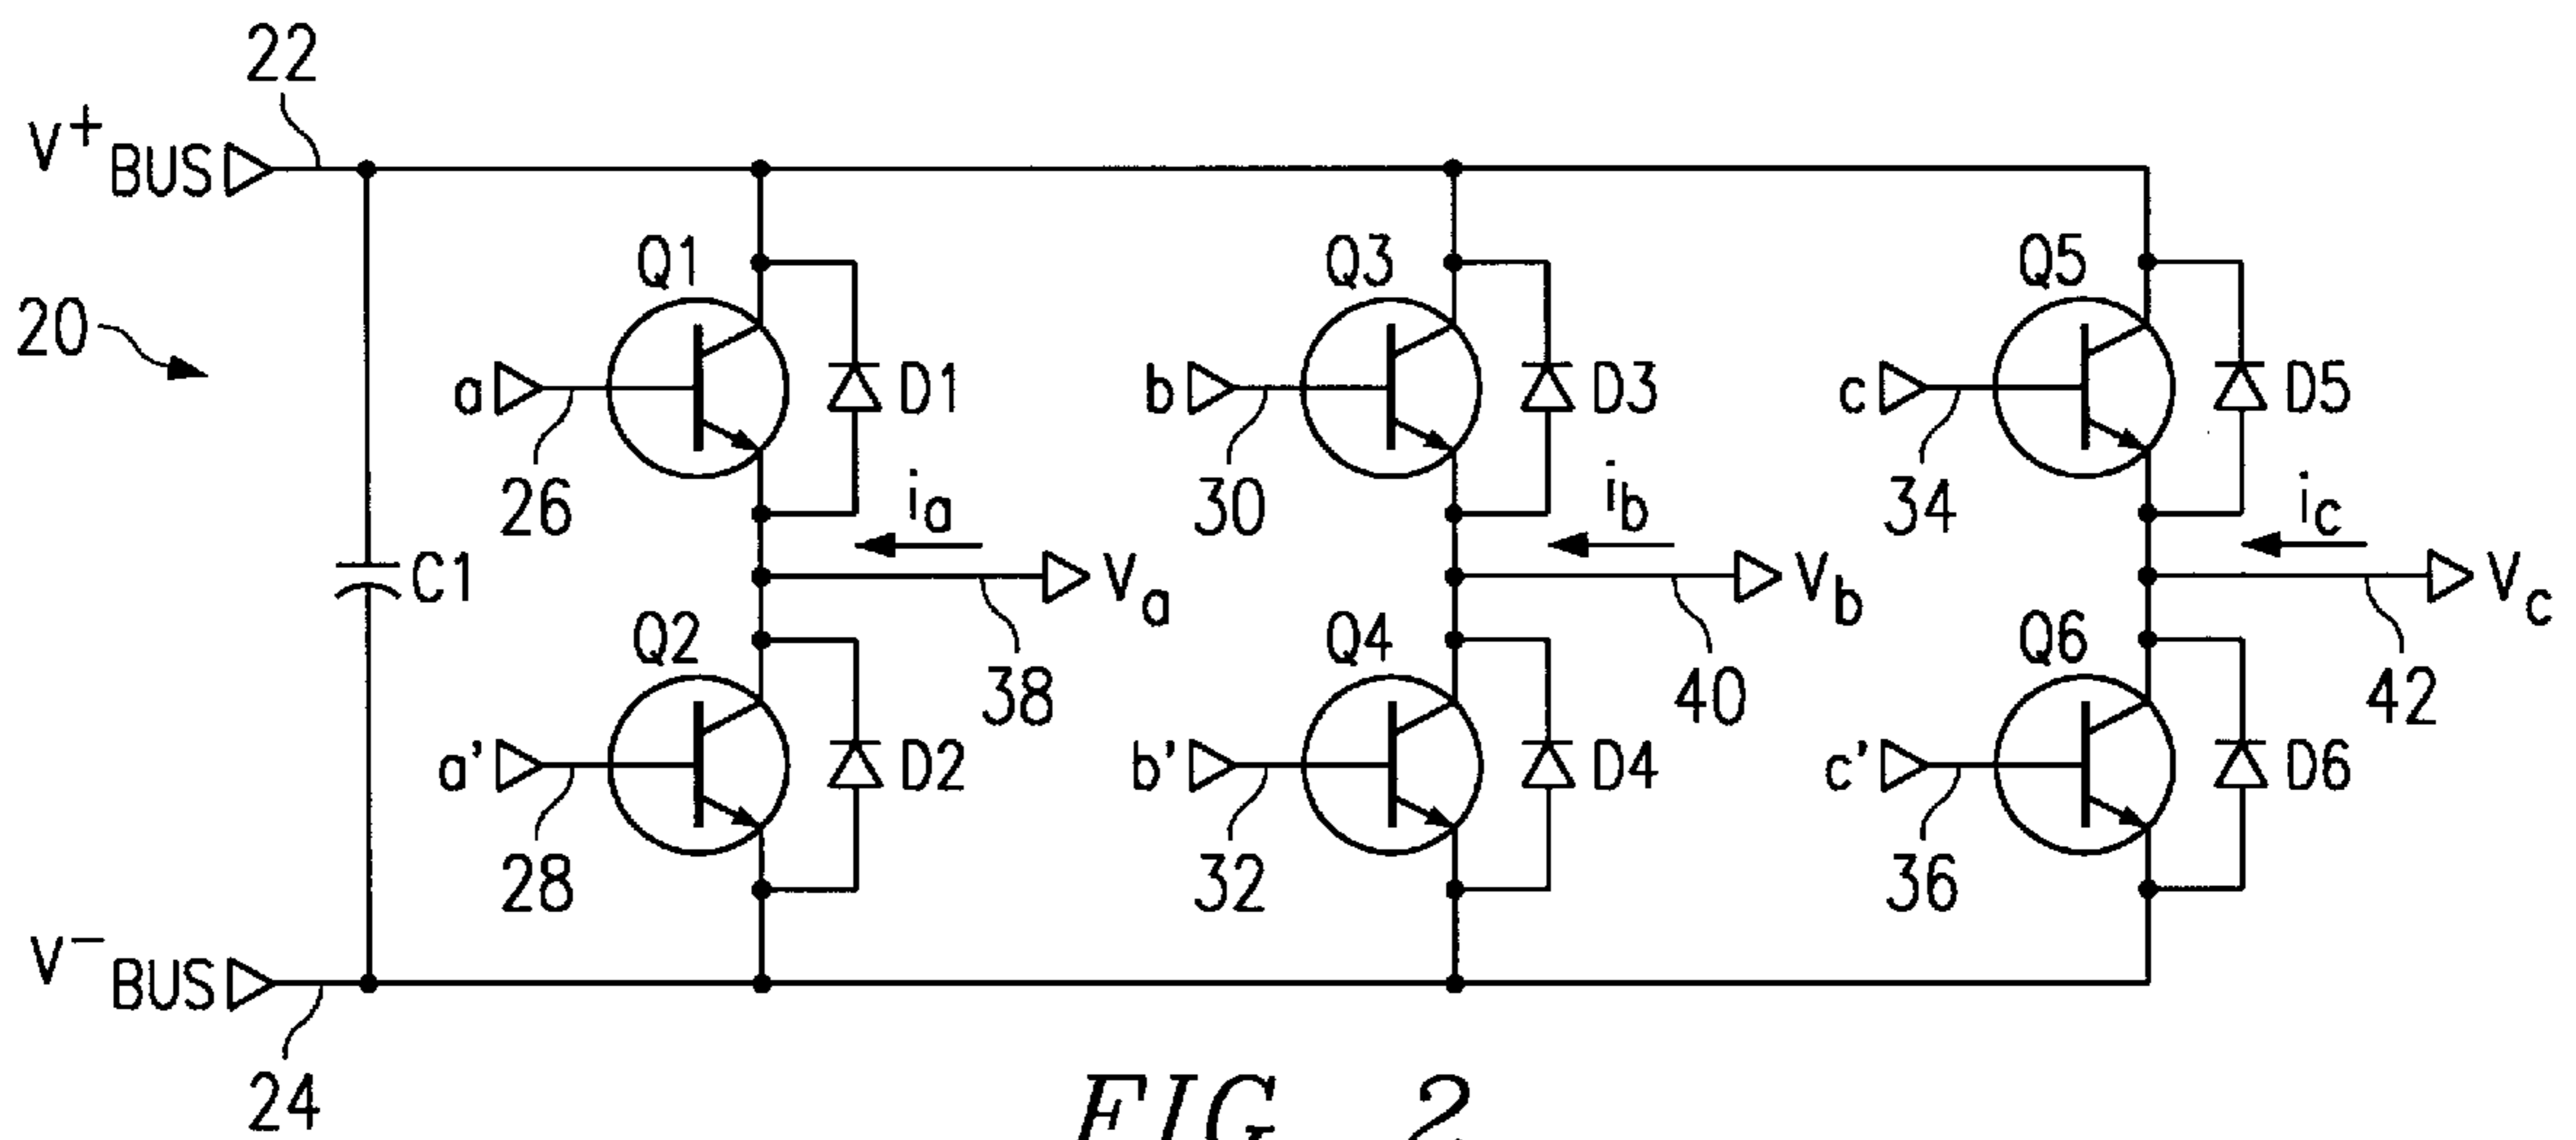 22
V+ BUS
Q1
Q3
Q5
20
a
D1
b
D3
c
D5
26
ia
30
ib
34
ic
C1
Va
Vb
Vc
Q2
Q4
Q6
38
40
42
a'
D2
b'
D4
c'
D6
28
32
36
V− BUS
24
FIG. 2